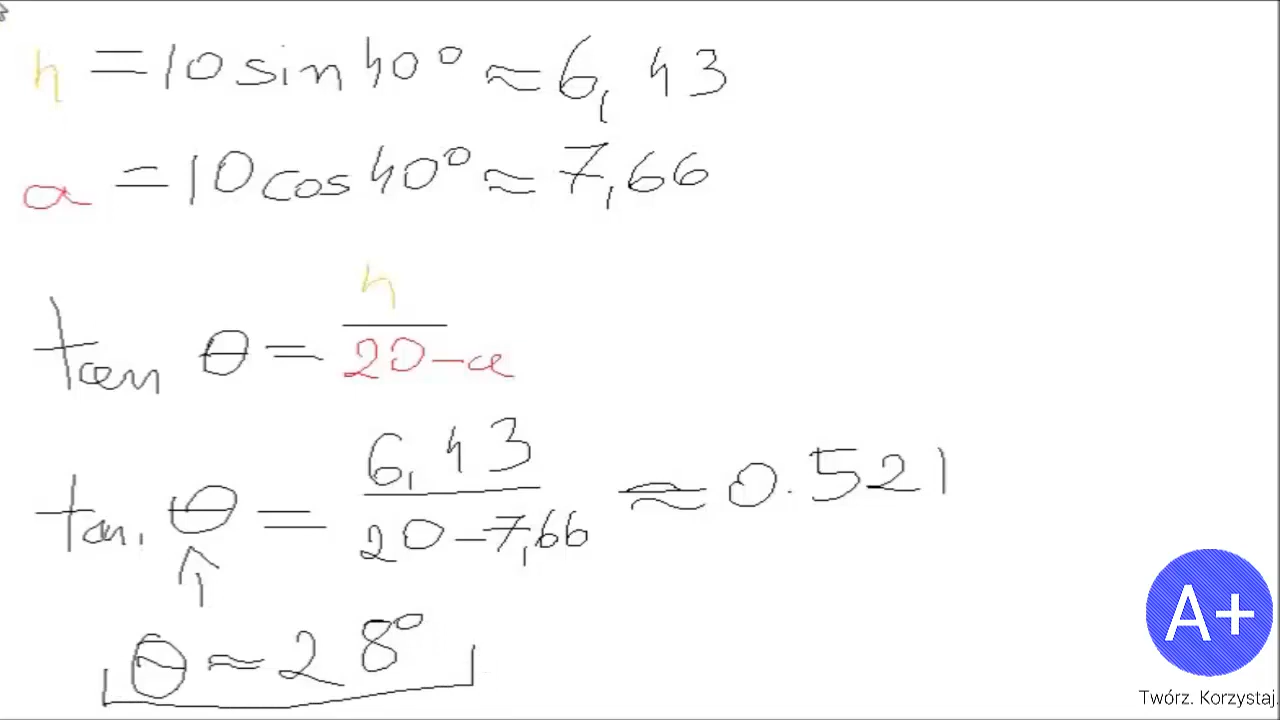 h = 10 sin 40° ≈ 6,43
a = 10 cos 40° ≈ 7,66
tan θ = h / 20 - a
tan θ = 6,43 / 20 - 7,66 ≈ 0.521
↑
θ ≈ 28°
A+
Twórz. Korzystaj.